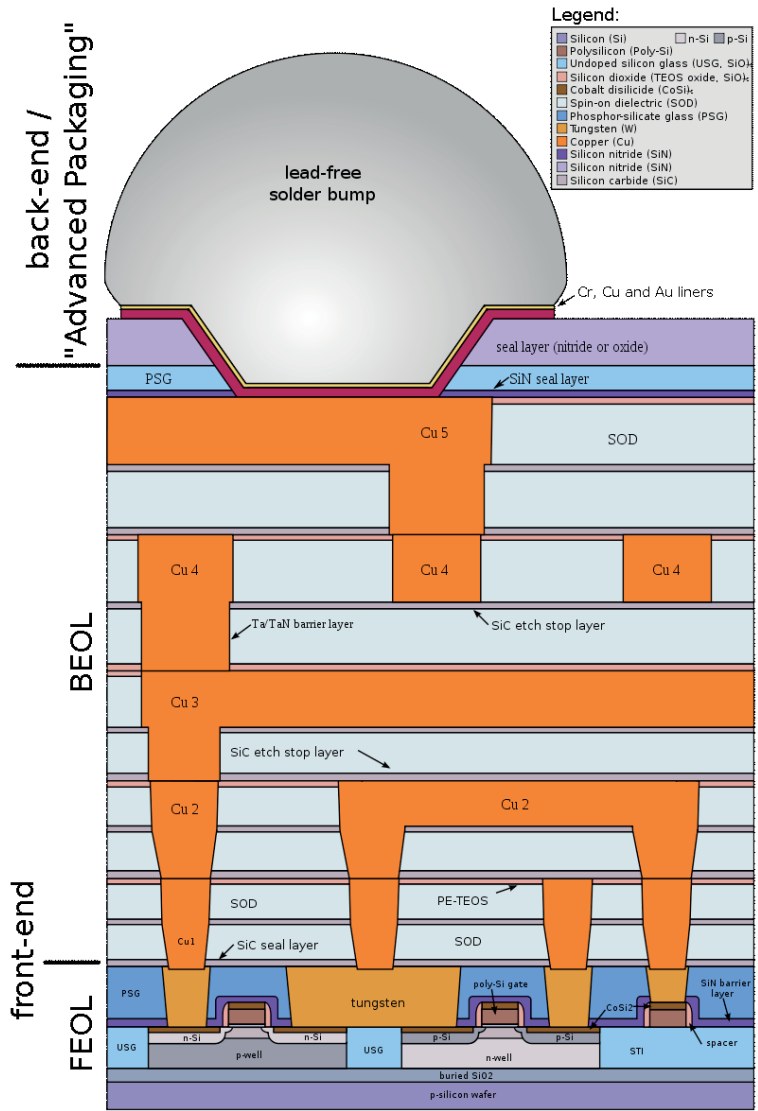 Legend:
Silicon (Si)
n-Si
p-Si
Polysilicon (Poly-Si)
Undoped silicon glass (USG, SiO)₂
Silicon dioxide (TEOS oxide, SiO)₂
Cobalt disilicide (CoSi)₂
Spin-on dielectric (SOD)
Phosphor-silicate glass (PSG)
Tungsten (W)
Copper (Cu)
Silicon nitride (SiN)
Silicon nitride (SiN)
Silicon carbide (SiC)
back-end /
"Advanced Packaging"
lead-free
solder bump
Cr, Cu and Au liners
seal layer (nitride or oxide)
PSG
SiN seal layer
Cu 5
SOD
BEOL
Cu 4
Cu 4
Cu 4
Ta/TaN barrier layer
SiC etch stop layer
Cu 3
SiC etch stop layer
Cu 2
Cu 2
front-end
SOD
PE-TEOS
Cu1
SiC seal layer
SOD
FEOL
PSG
tungsten
poly-Si gate
CoSi2
SiN barrier
layer
spacer
USG
n-Si
n-Si
p-well
USG
p-Si
p-Si
n-well
STI
buried SiO2
p-silicon wafer